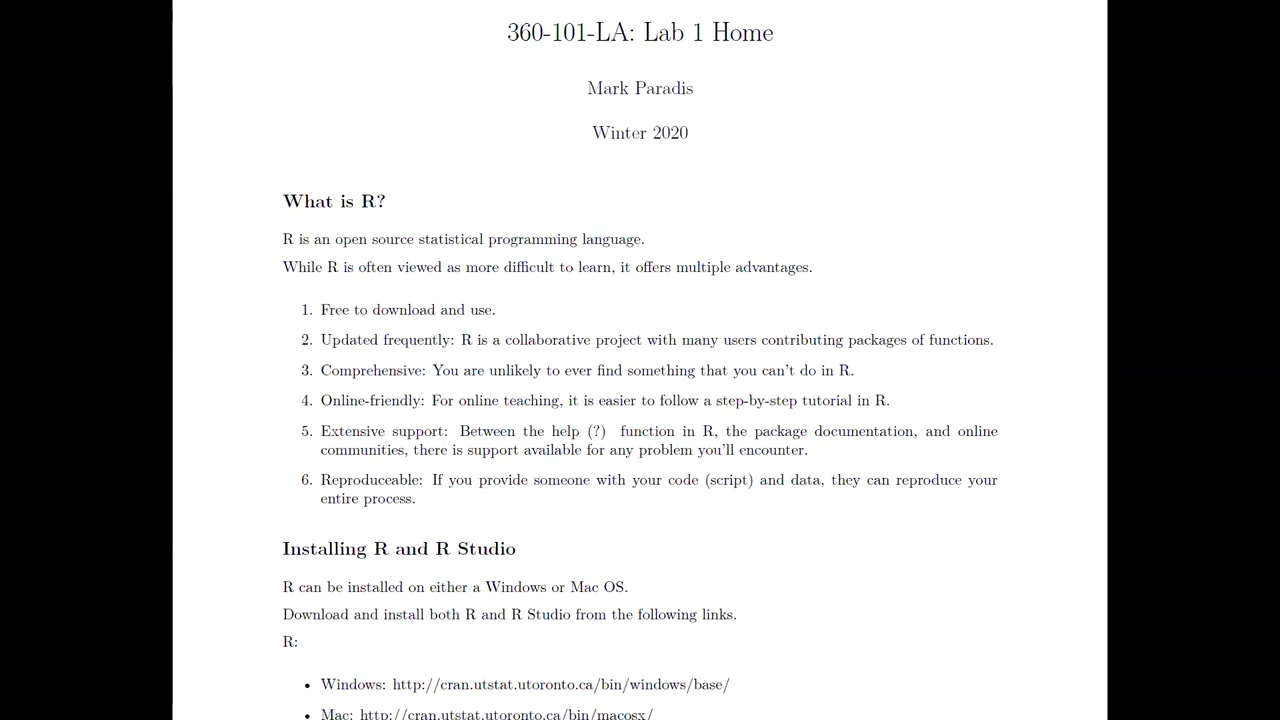 360-101-LA: Lab 1 Home
Mark Paradis
Winter 2020
What is R?
R is an open source statistical programming language.
While R is often viewed as more difficult to learn, it offers multiple advantages.
1. Free to download and use.
2. Updated frequently: R is a collaborative project with many users contributing packages of functions.
3. Comprehensive: You are unlikely to ever find something that you can't do in R.
4. Online-friendly: For online teaching, it is easier to follow a step-by-step tutorial in R.
5. Extensive support: Between the help (?) function in R, the package documentation, and online
communities, there is support available for any problem you'll encounter.
6. Reproduceable: If you provide someone with your code (script) and data, they can reproduce your
entire process.
Installing R and R Studio
R can be installed on either a Windows or Mac OS.
Download and install both R and R Studio from the following links.
R:
• Windows: http://cran.utstat.utoronto.ca/bin/windows/base/
• Mac: http://cran.utstat.utoronto.ca/bin/macosx/